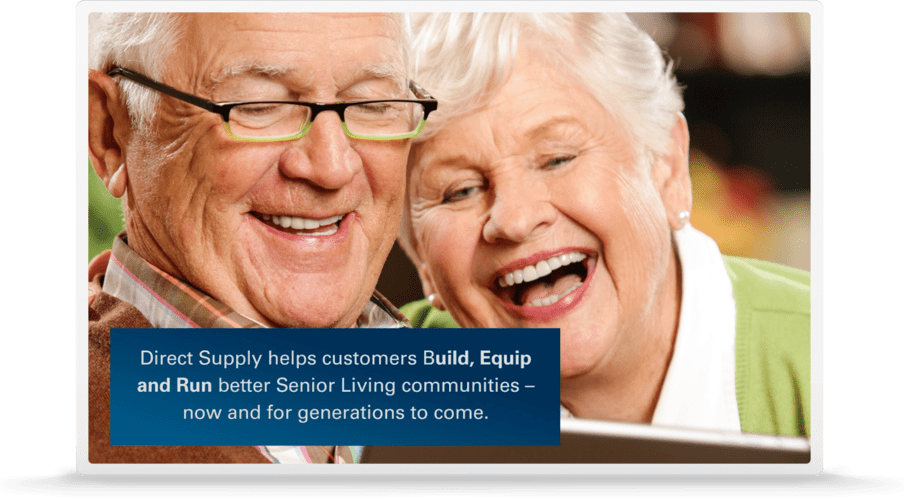 Direct Supply helps customers Build, Equip
and Run better Senior Living communities –
now and for generations to come.